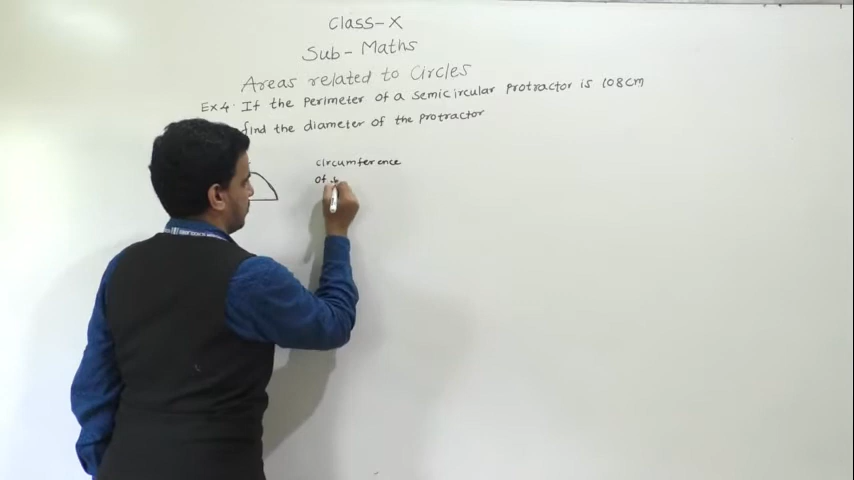 Class-X
Sub-Maths
Areas related to Circles
Ex4. If the Perimeter of a semicircular Protractor is 108cm
find the diameter of the protractor
circumference
of